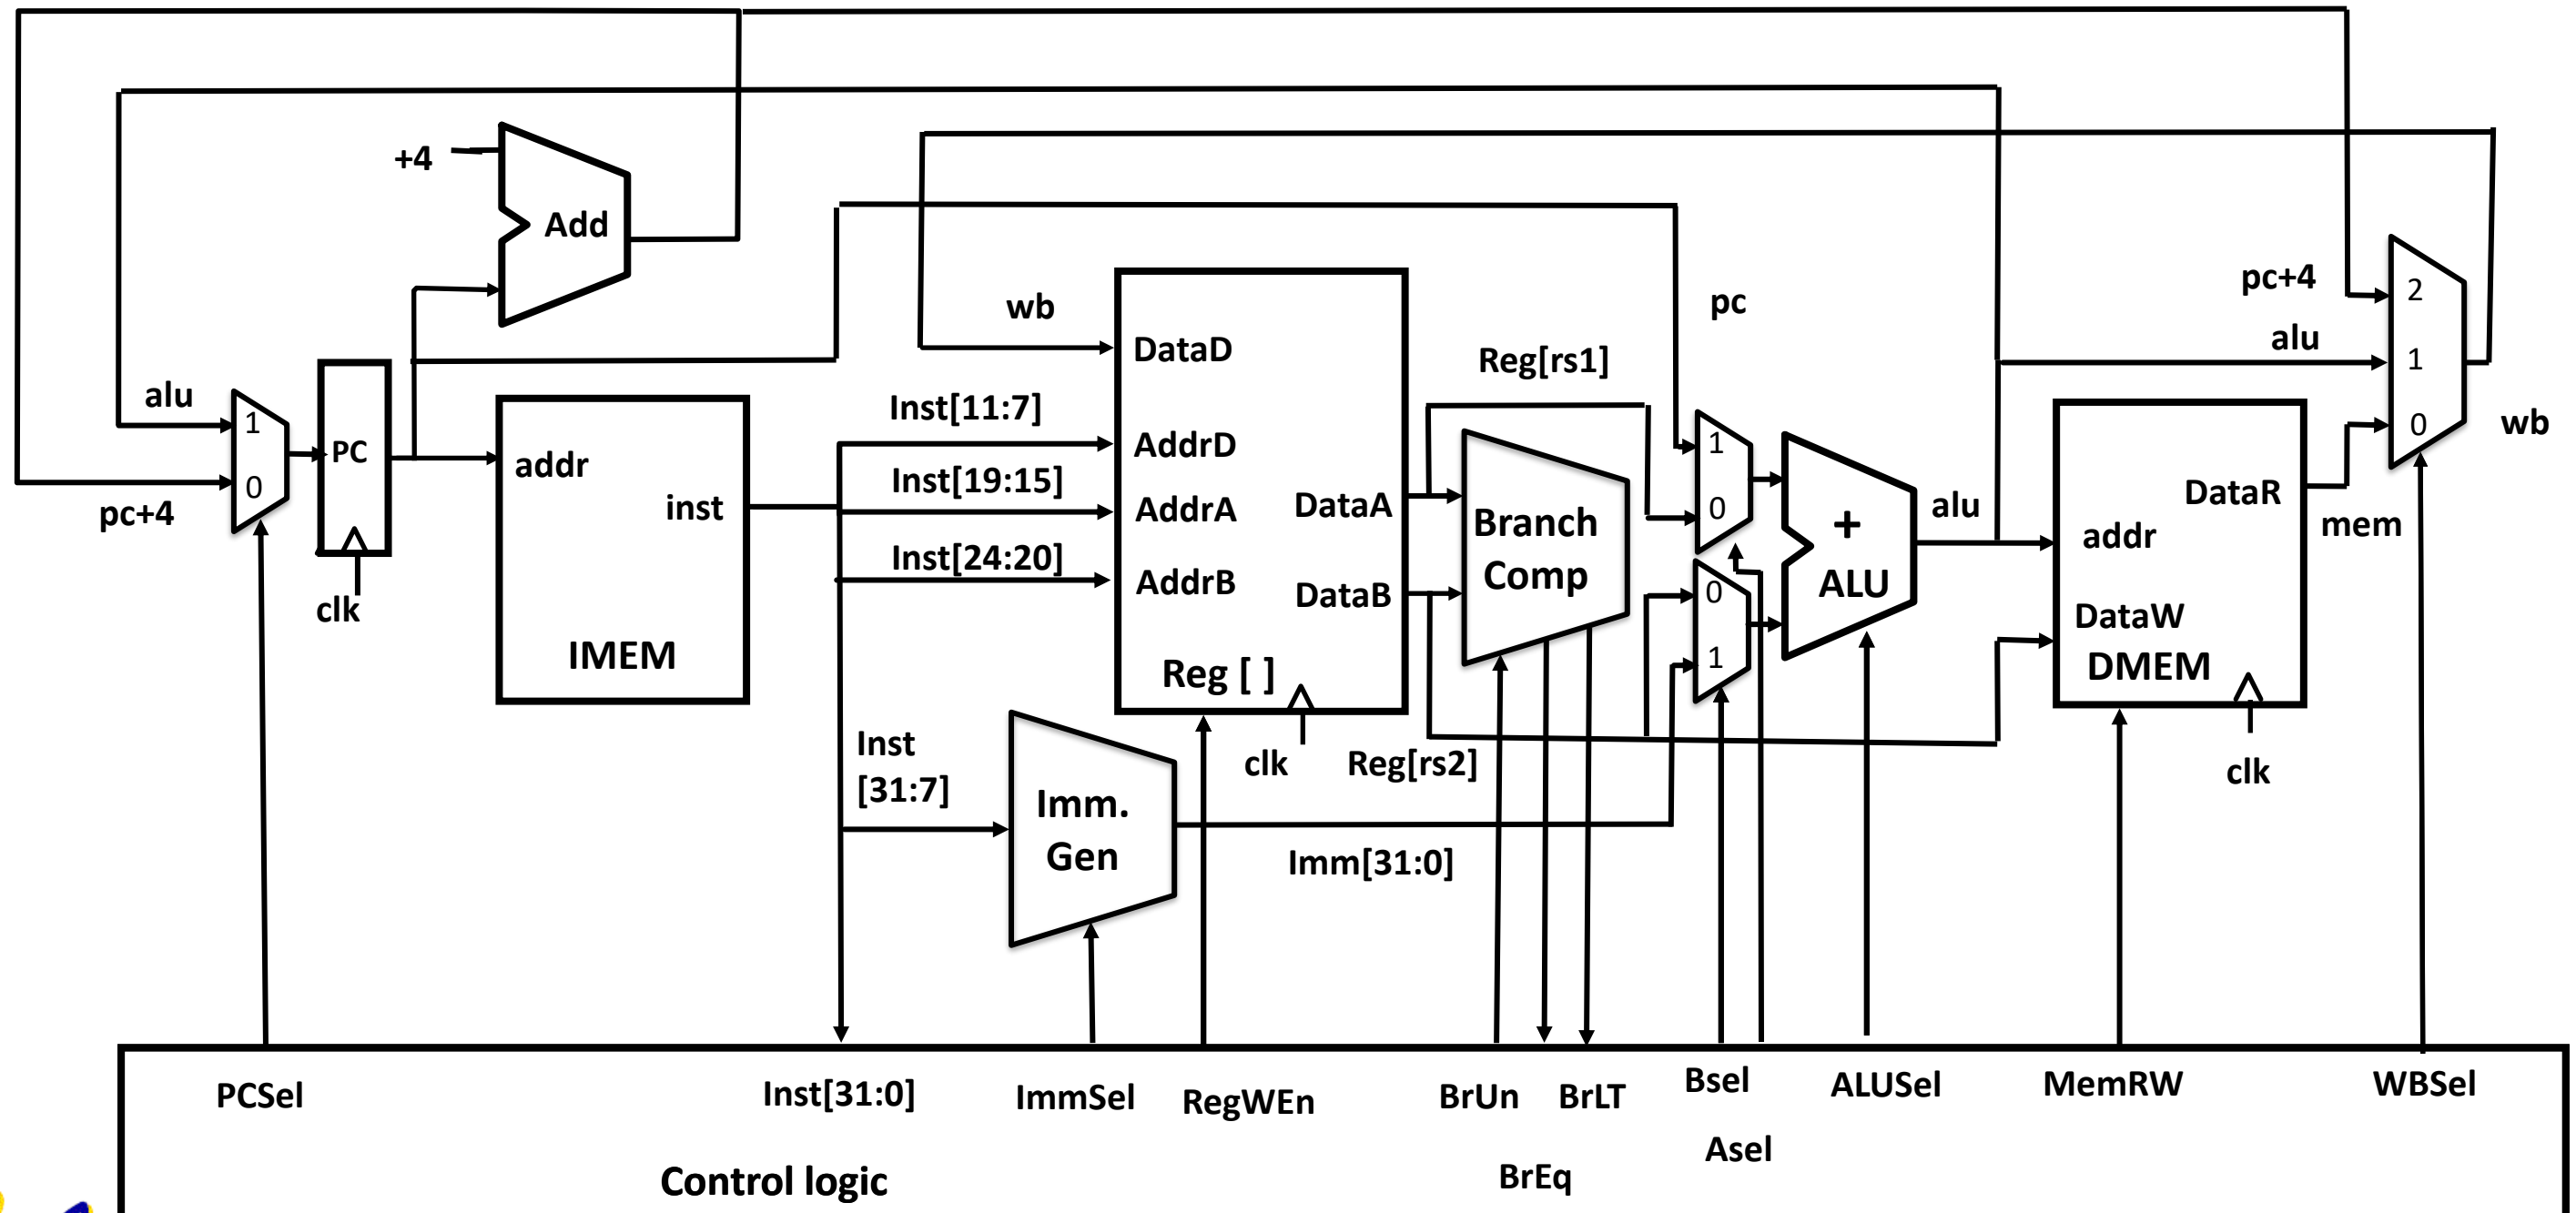 +4
Add
alu
1
0
pc+4
PC
clk
addr
inst
IMEM
wb
Inst[11:7]
Inst[19:15]
Inst[24:20]
Inst
[31:7]
DataD
AddrD
AddrA
AddrB
DataA
DataB
Reg [ ]
clk
Imm.
Gen
Imm[31:0]
Reg[rs1]
Reg[rs2]
Branch
Comp
pc
1
0
0
1
+
ALU
alu
addr
DataW
DMEM
DataR
clk
mem
pc+4
alu
2
1
0
wb
PCSel
Inst[31:0]
ImmSel
RegWEn
BrUn
BrLT
Bsel
ALUSel
MemRW
WBSel
Asel
BrEq
Control logic